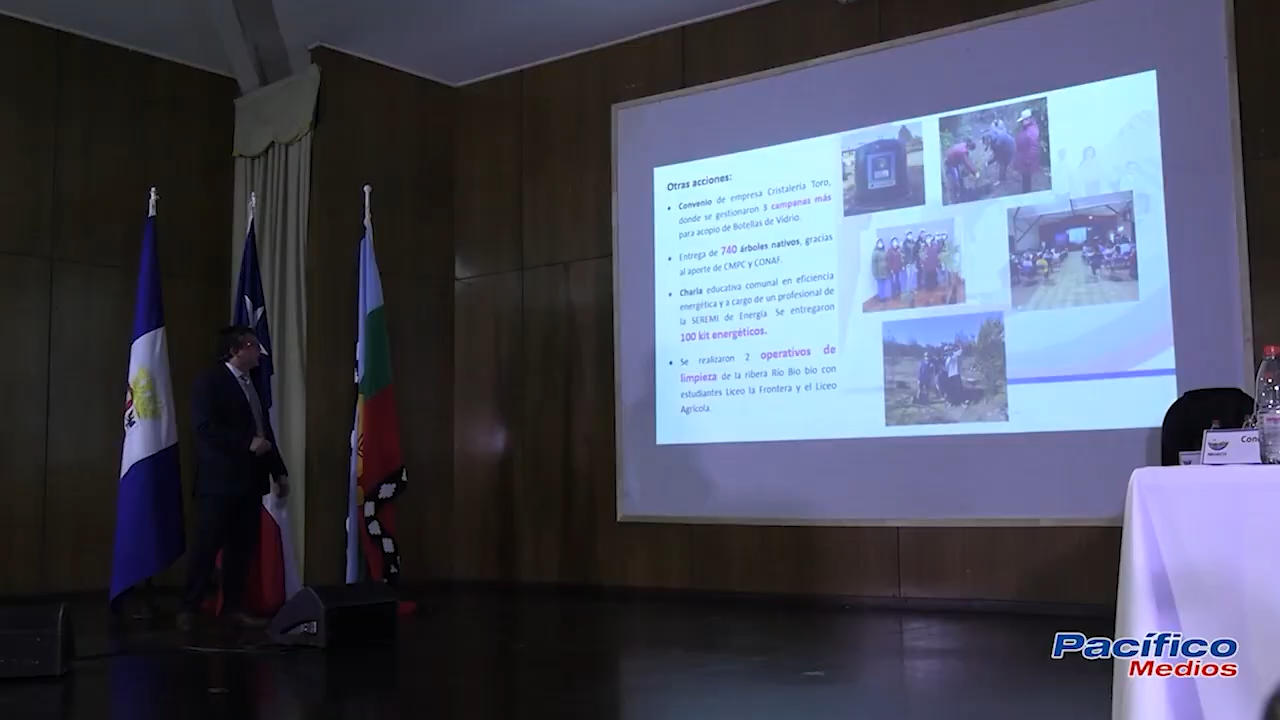 Otras acciones:
• Convenio de empresa Cristalería Toro,
donde se gestionaron 3 campanas más
para acopio de Botellas de Vidrio.
• Entrega de 740 árboles nativos, gracias
al aporte de CMPC y CONAF.
• Charla educativa comunal en eficiencia
energética y a cargo de un profesional de
la SEREMI de Energía. Se entregaron
100 kit energéticos.
• Se realizaron 2 operativos de
limpieza de la ribera Río Bio bio con
estudiantes Liceo la Frontera y el Liceo
Agrícola.
Pacífico
Medios